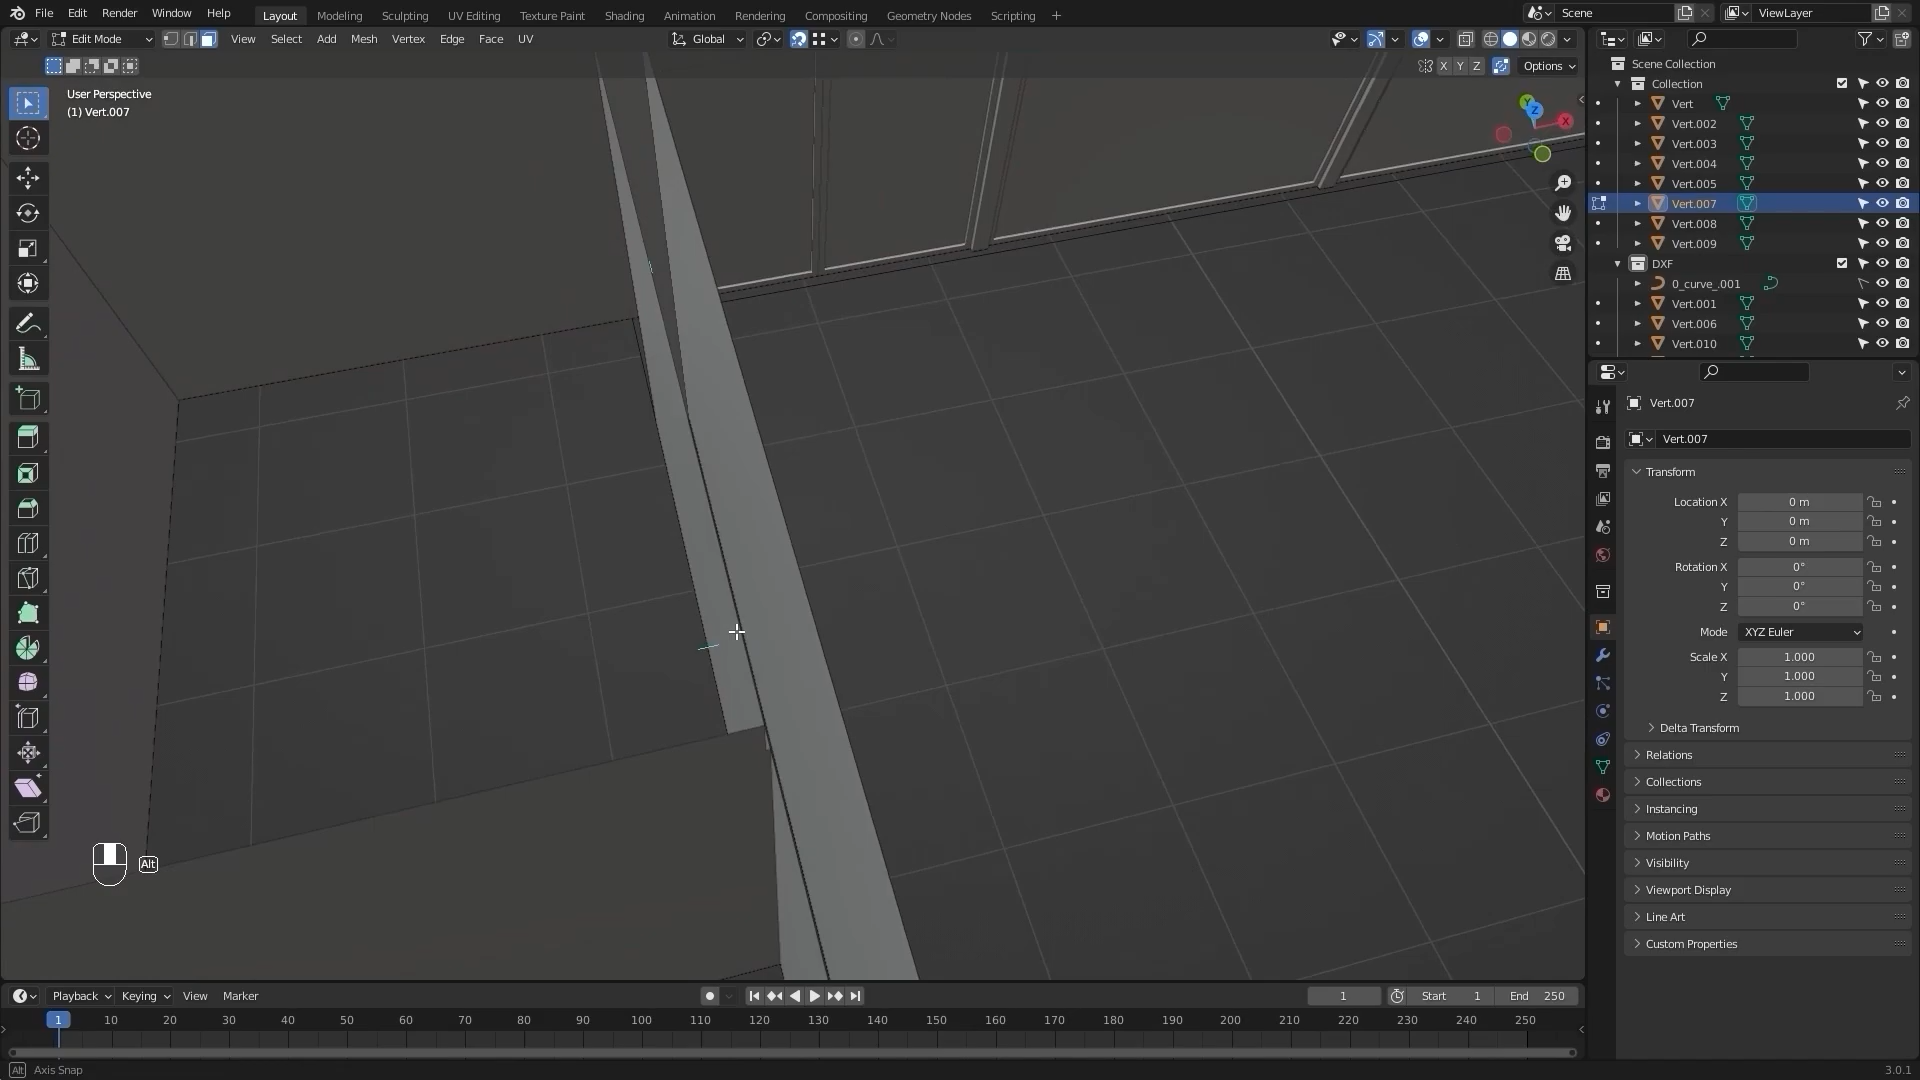 File Edit Render Window Help Layout Modeling Sculpting UV Editing Texture Paint Shading Animation Rendering Compositing Geometry Nodes Scripting + Scene ViewLayer
Edit Mode View Select Add Mesh Vertex Edge Face UV Global
X Y Z Options
User Perspective
(1) Vert.007
Z X
Alt
Scene Collection
Collection
Vert
Vert.002
Vert.003
Vert.004
Vert.005
Vert.007
Vert.008
Vert.009
DXF
0_curve_.001
Vert.001
Vert.006
Vert.010
Vert.007
Vert.007
Transform
Location X 0 m
Y 0 m
Z 0 m
Rotation X 0°
Y 0°
Z 0°
Mode XYZ Euler
Scale X 1.000
Y 1.000
Z 1.000
Delta Transform
Relations
Collections
Instancing
Motion Paths
Visibility
Viewport Display
Line Art
Custom Properties
Playback Keying View Marker 1 Start 1 End 250
1 10 20 30 40 50 60 70 80 90 100 110 120 130 140 150 160 170 180 190 200 210 220 230 240 250
Alt Axis Snap 3.0.1